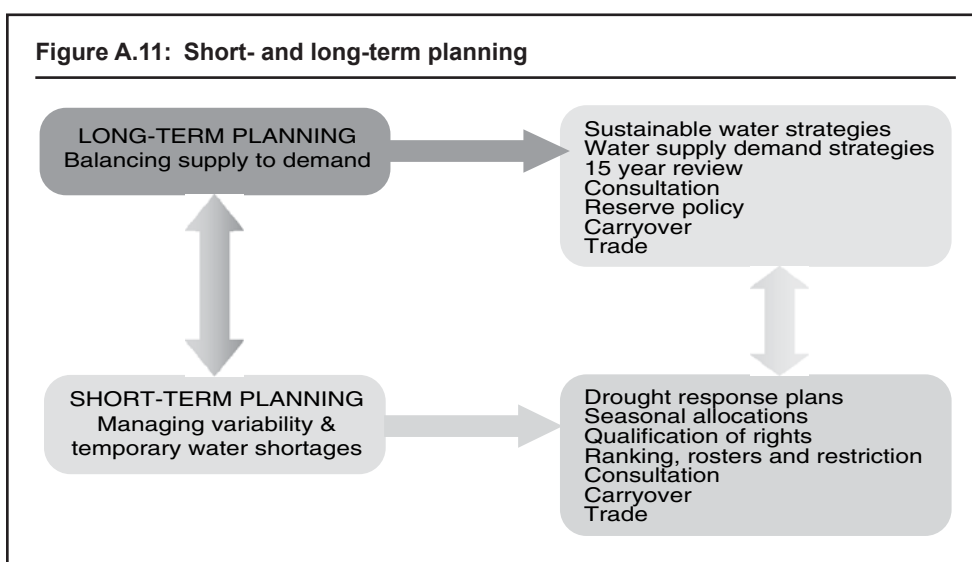 Figure A.11: Short- and long-term planning
LONG-TERM PLANNING
Balancing supply to demand
Sustainable water strategies
Water supply demand strategies
15 year review
Consultation
Reserve policy
Carryover
Trade
SHORT-TERM PLANNING
Managing variability &
temporary water shortages
Drought response plans
Seasonal allocations
Qualification of rights
Ranking, rosters and restriction
Consultation
Carryover
Trade